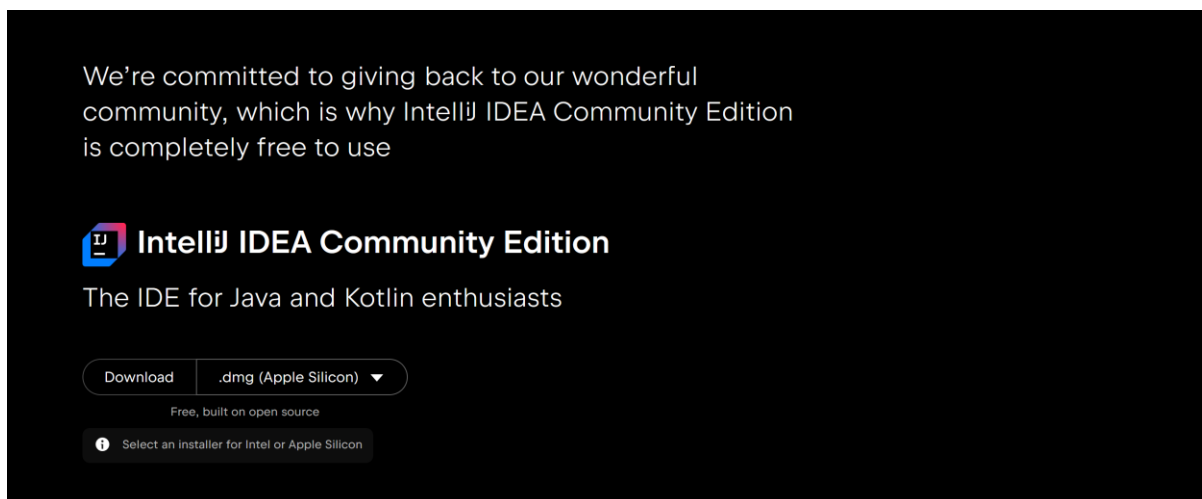 We’re committed to giving back to our wonderful
community, which is why IntelliJ IDEA Community Edition
is completely free to use
IJ
IntelliJ IDEA Community Edition
The IDE for Java and Kotlin enthusiasts
Download .dmg (Apple Silicon)
Free, built on open source
Select an installer for Intel or Apple Silicon